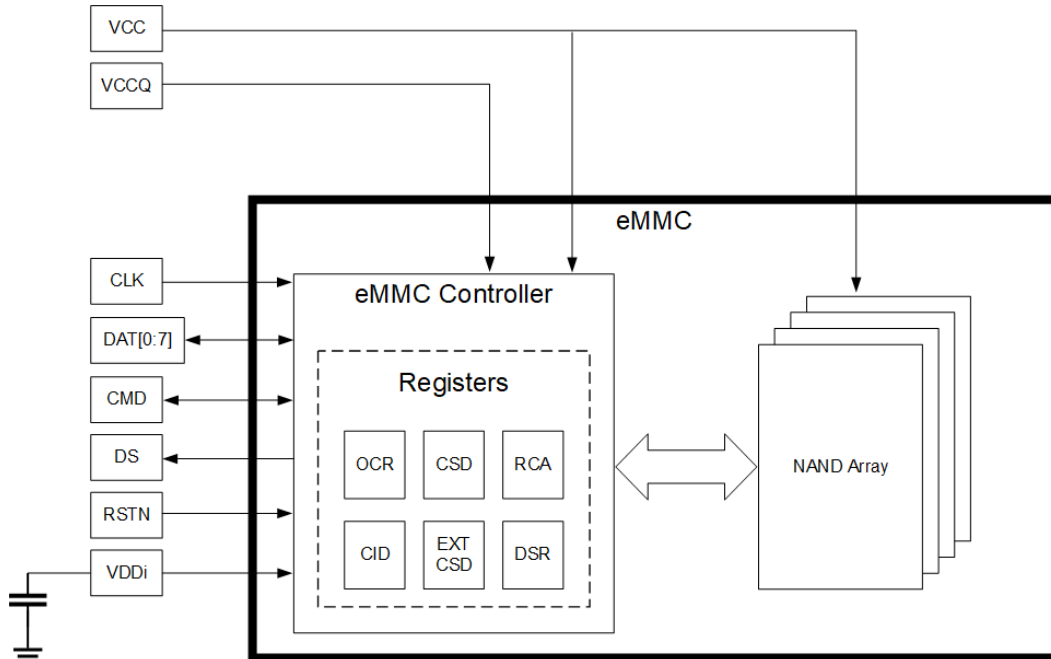 VCC
VCCQ
eMMC
CLK
eMMC Controller
DAT[0:7]
Registers
CMD
DS
OCR
CSD
RCA
NAND Array
RSTN
CID
EXT
CSD
DSR
VDDi